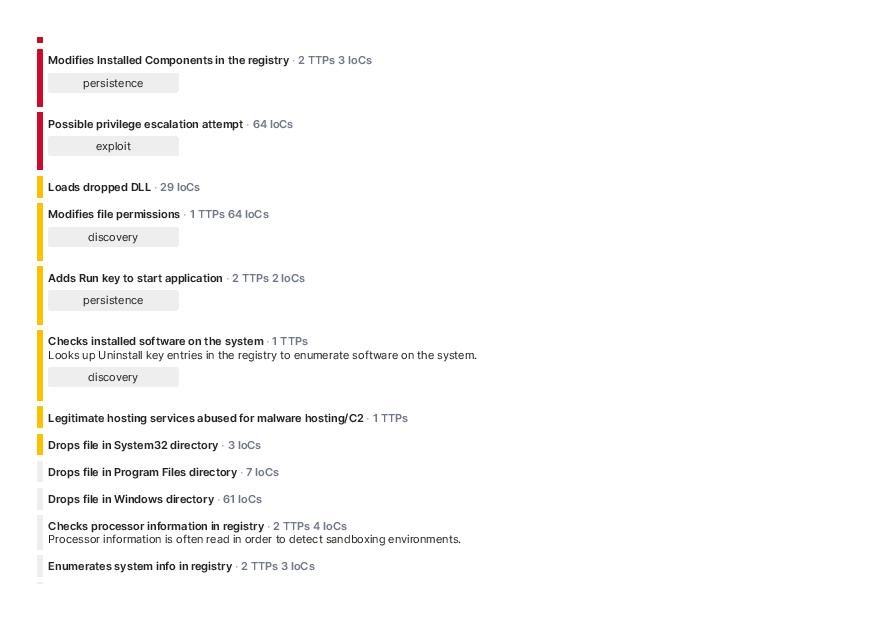 Modifies Installed Components in the registry · 2 TTPs 3 IoCs
persistence
Possible privilege escalation attempt · 64 IoCs
exploit
Loads dropped DLL · 29 IoCs
Modifies file permissions · 1 TTPs 64 IoCs
discovery
Adds Run key to start application · 2 TTPs 2 IoCs
persistence
Checks installed software on the system · 1 TTPs
Looks up Uninstall key entries in the registry to enumerate software on the system.
discovery
Legitimate hosting services abused for malware hosting/C2 · 1 TTPs
Drops file in System32 directory · 3 IoCs
Drops file in Program Files directory · 7 IoCs
Drops file in Windows directory · 61 IoCs
Checks processor information in registry · 2 TTPs 4 IoCs
Processor information is often read in order to detect sandboxing environments.
Enumerates system info in registry · 2 TTPs 3 IoCs